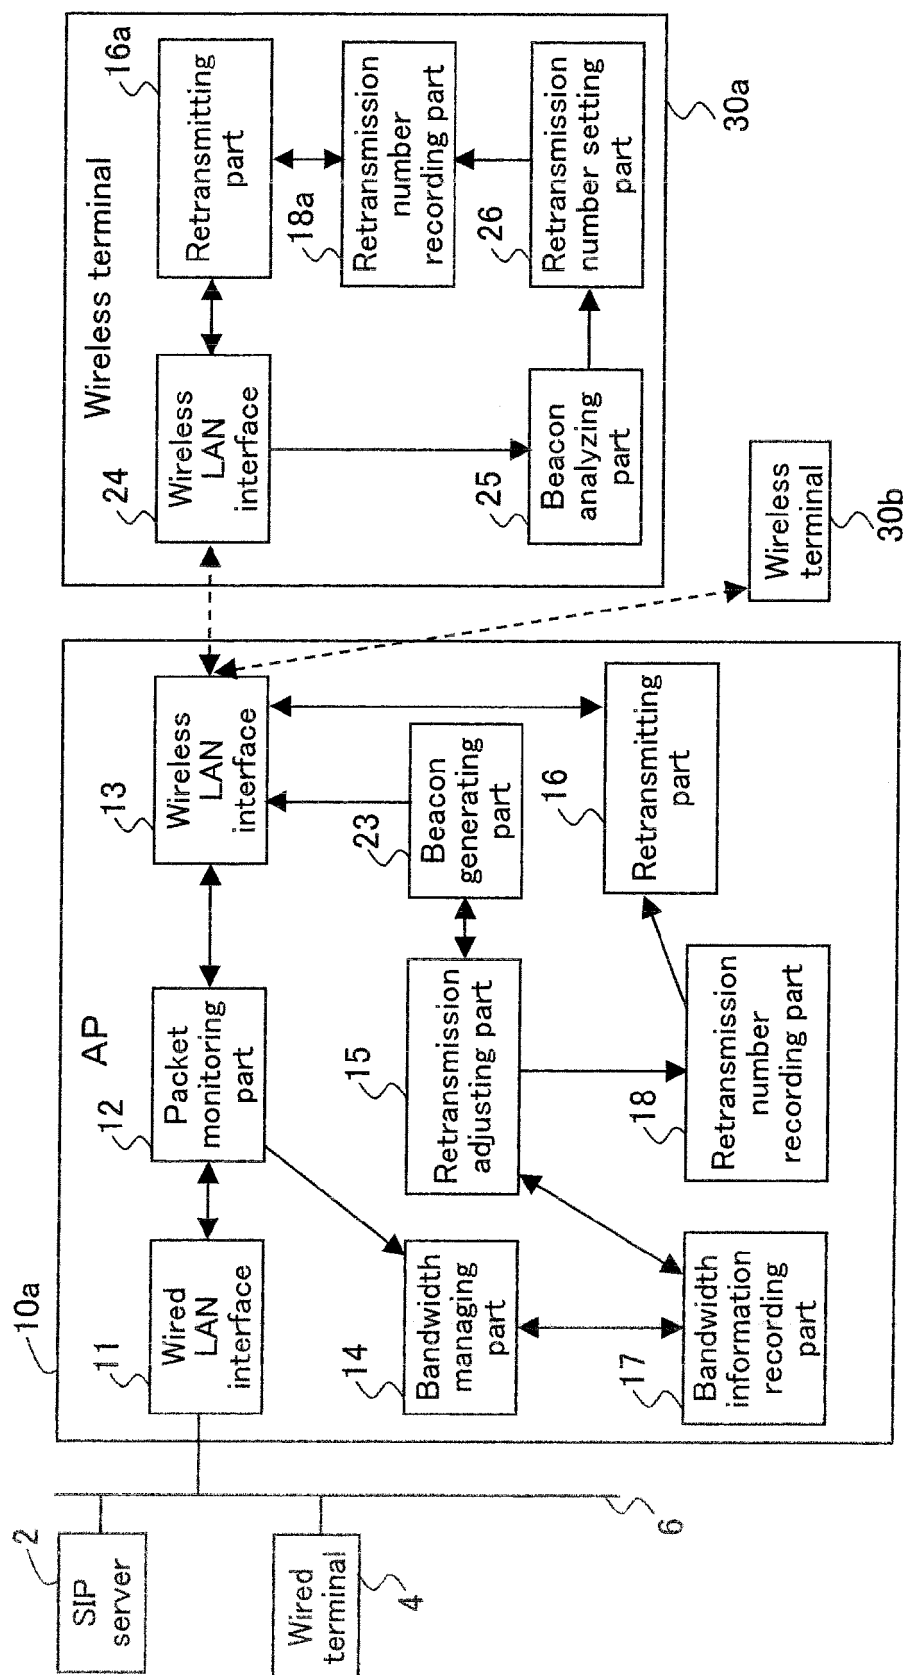 2
SIP
server
4
Wired
terminal
6
10a
AP
11
Wired
LAN
interface
12
Packet
monitoring
part
13
Wireless
LAN
interface
14
Bandwidth
managing
part
15
Retransmission
adjusting part
23
Beacon
generating
part
16
Retransmitting
part
17
Bandwidth
information
recording
part
18
Retransmission
number
recording part
Wireless terminal
24
Wireless
LAN
interface
16a
Retransmitting
part
18a
Retransmission
number
recording part
25
Beacon
analyzing
part
26
Retransmission
number setting
part
30a
Wireless
terminal
30b